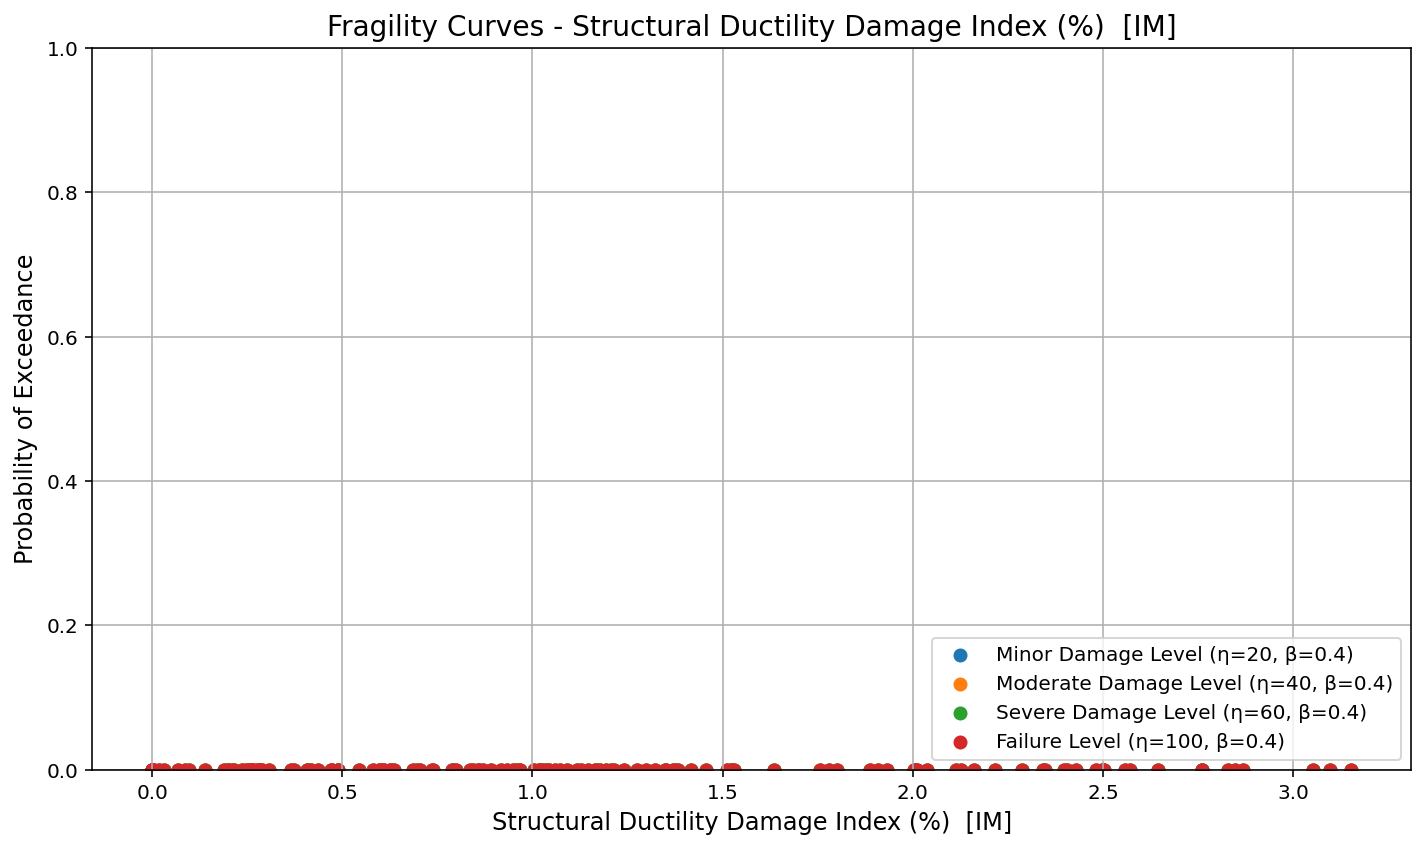 Fragility Curves - Structural Ductility Damage Index (%)  [IM]
Probability of Exceedance
1.0
0.8
0.6
0.4
0.2
0.0
Minor Damage Level (η=20, β=0.4)
Moderate Damage Level (η=40, β=0.4)
Severe Damage Level (η=60, β=0.4)
Failure Level (η=100, β=0.4)
0.0 0.5 1.0 1.5 2.0 2.5 3.0
Structural Ductility Damage Index (%)  [IM]